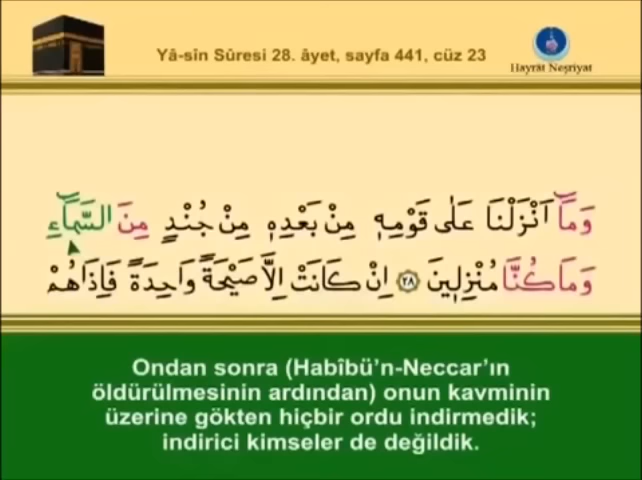 Yâ-sîn Sûresi 28. âyet, sayfa 441, cüz 23
Hayrât Neşriyat
وَمَٓا اَنْزَلْنَا عَلٰى قَوْمِه۪ مِنْ بَعْدِه۪ مِنْ جُنْدٍ مِنَ السَّمَٓاءِ
وَمَا كُنَّا مُنْزِل۪ينَ ﴿٢٨﴾ اِنْ كَانَتْ اِلَّا صَيْحَةً وَاحِدَةً فَاِذَا هُمْ
Ondan sonra (Habîbü’n-Neccar’ın
öldürülmesinin ardından) onun kavminin
üzerine gökten hiçbir ordu indirmedik;
indirici kimseler de değildik.